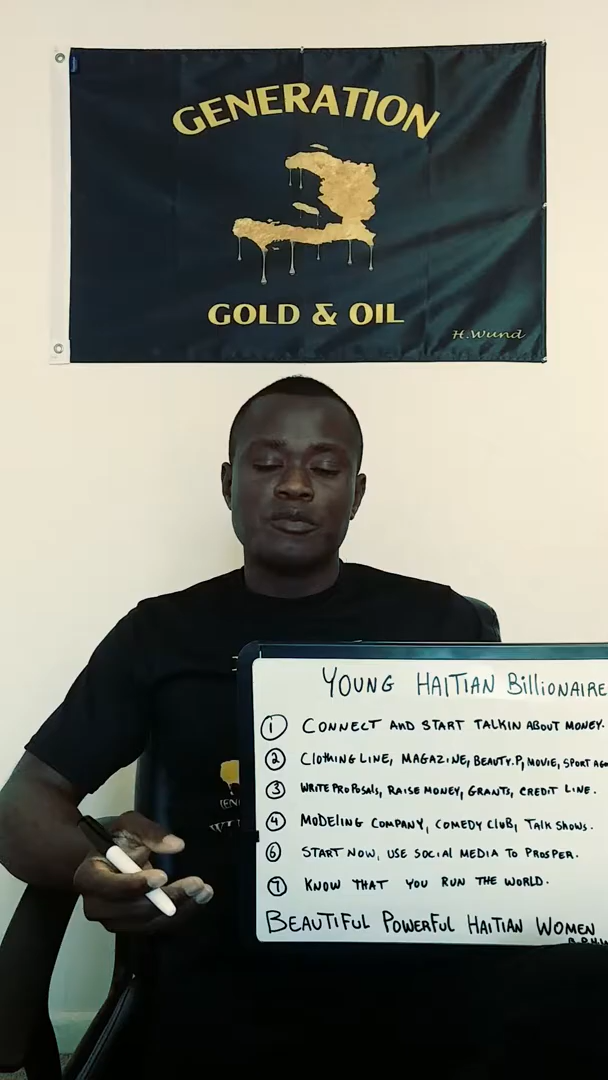 GENERATION
GOLD & OIL
H.Wund
YOUNG HAITIAN BillIONAIRE
1 CONNECT AND START TALKIN ABOUT MONEY.
2 ClOTHING LINE, MAGAZINE, BEAUTY.P, MOVIE, SPORT
3 WRITE PROPOSAlS, RAISE MONEY, GRANTS, CREDIT LINE.
4 MODELING COMPANY, COMEDY ClUB, TAlK SHOWS.
6 START NOW, USE SOCIAL MEDIA TO PROSPER.
7 KNOW THAT YOU RUN THE WORLD.
BEAUTIFUL POWERFUL HAITIAN WOMEN